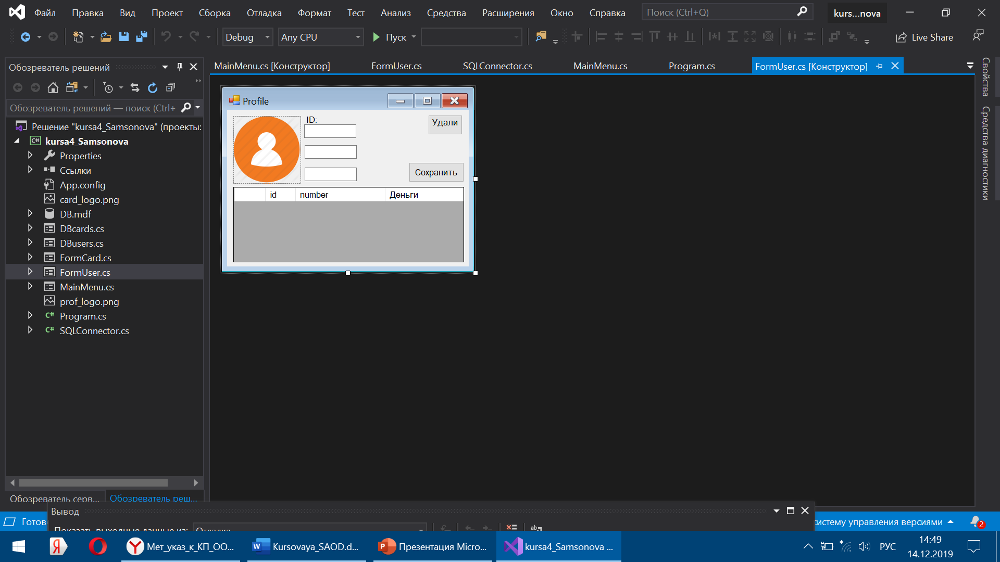 Файл Правка Вид Проект Сборка Отладка Формат Тест Анализ Средства Расширения Окно Справка Поиск (Ctrl+Q) kurs...nova
Debug Any CPU Пуск Live Share
Обозреватель решений
MainMenu.cs [Конструктор] FormUser.cs SQLConnector.cs MainMenu.cs Program.cs FormUser.cs [Конструктор]
Обозреватель решений — поиск (Ctrl+
Решение "kursa4_Samsonova" (проекты:
C# kursa4_Samsonova
Properties
Ссылки
App.config
card_logo.png
DB.mdf
DBcards.cs
DBusers.cs
FormCard.cs
FormUser.cs
MainMenu.cs
prof_logo.png
C# Program.cs
C# SQLConnector.cs
Обозреватель серв... Обозреватель реш...
Profile
ID:
Удали
Сохранить
id number Деньги
Свойства
Средства диагностики
Вывод
Показать выходные данные из: Отладка
Готово
систему управления версиями 2
Мет_указ_к_КП_ОО... Kursovaya_SAOD.d... Презентация Micro... kursa4_Samsonova ...
РУС
14:49
14.12.2019